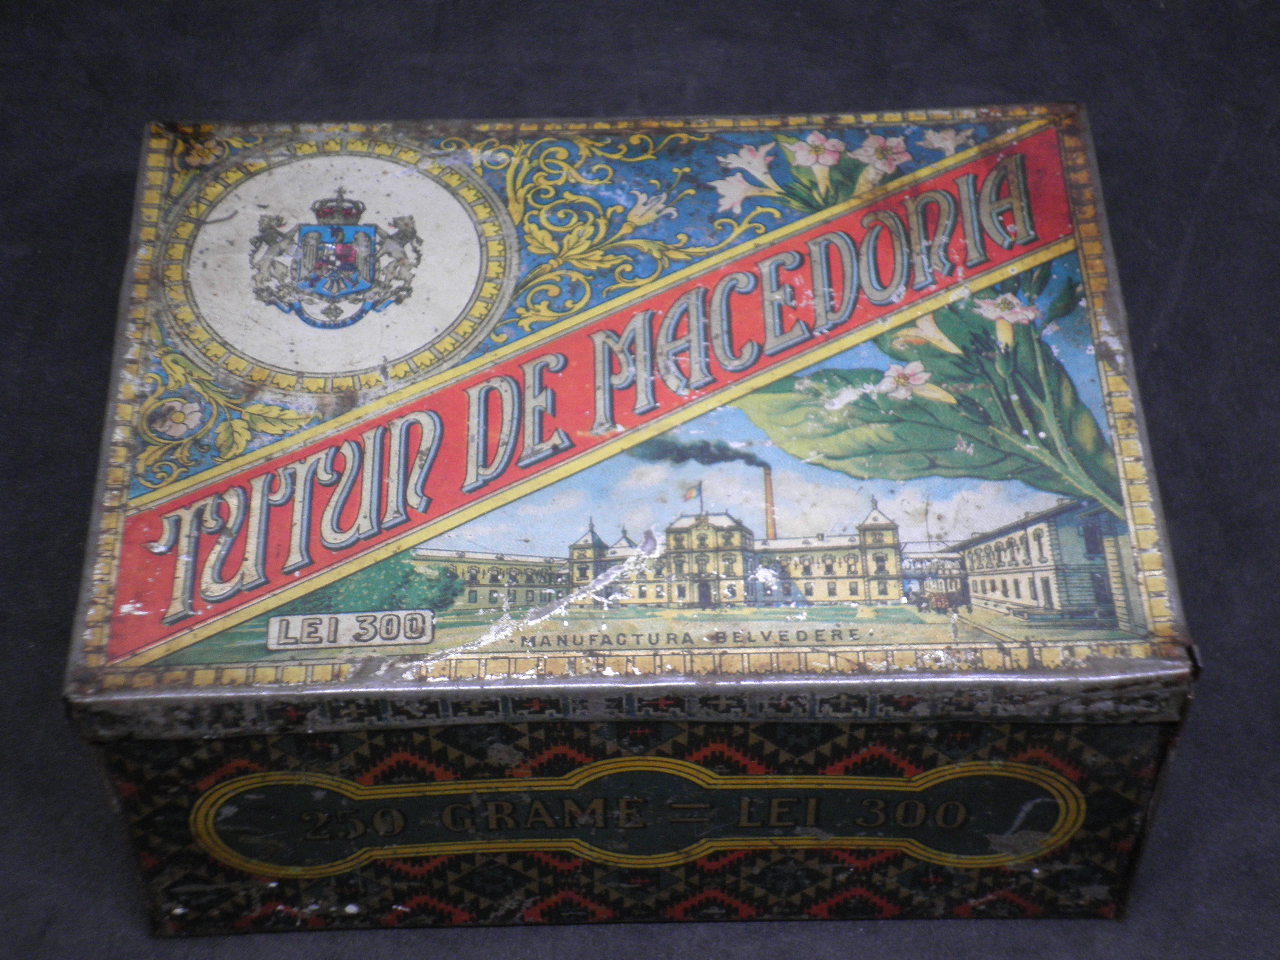 TUTUN DE MACEDONIA
LEI 300
·MANUFACTURA BELVEDERE·
250 GRAME = LEI 300